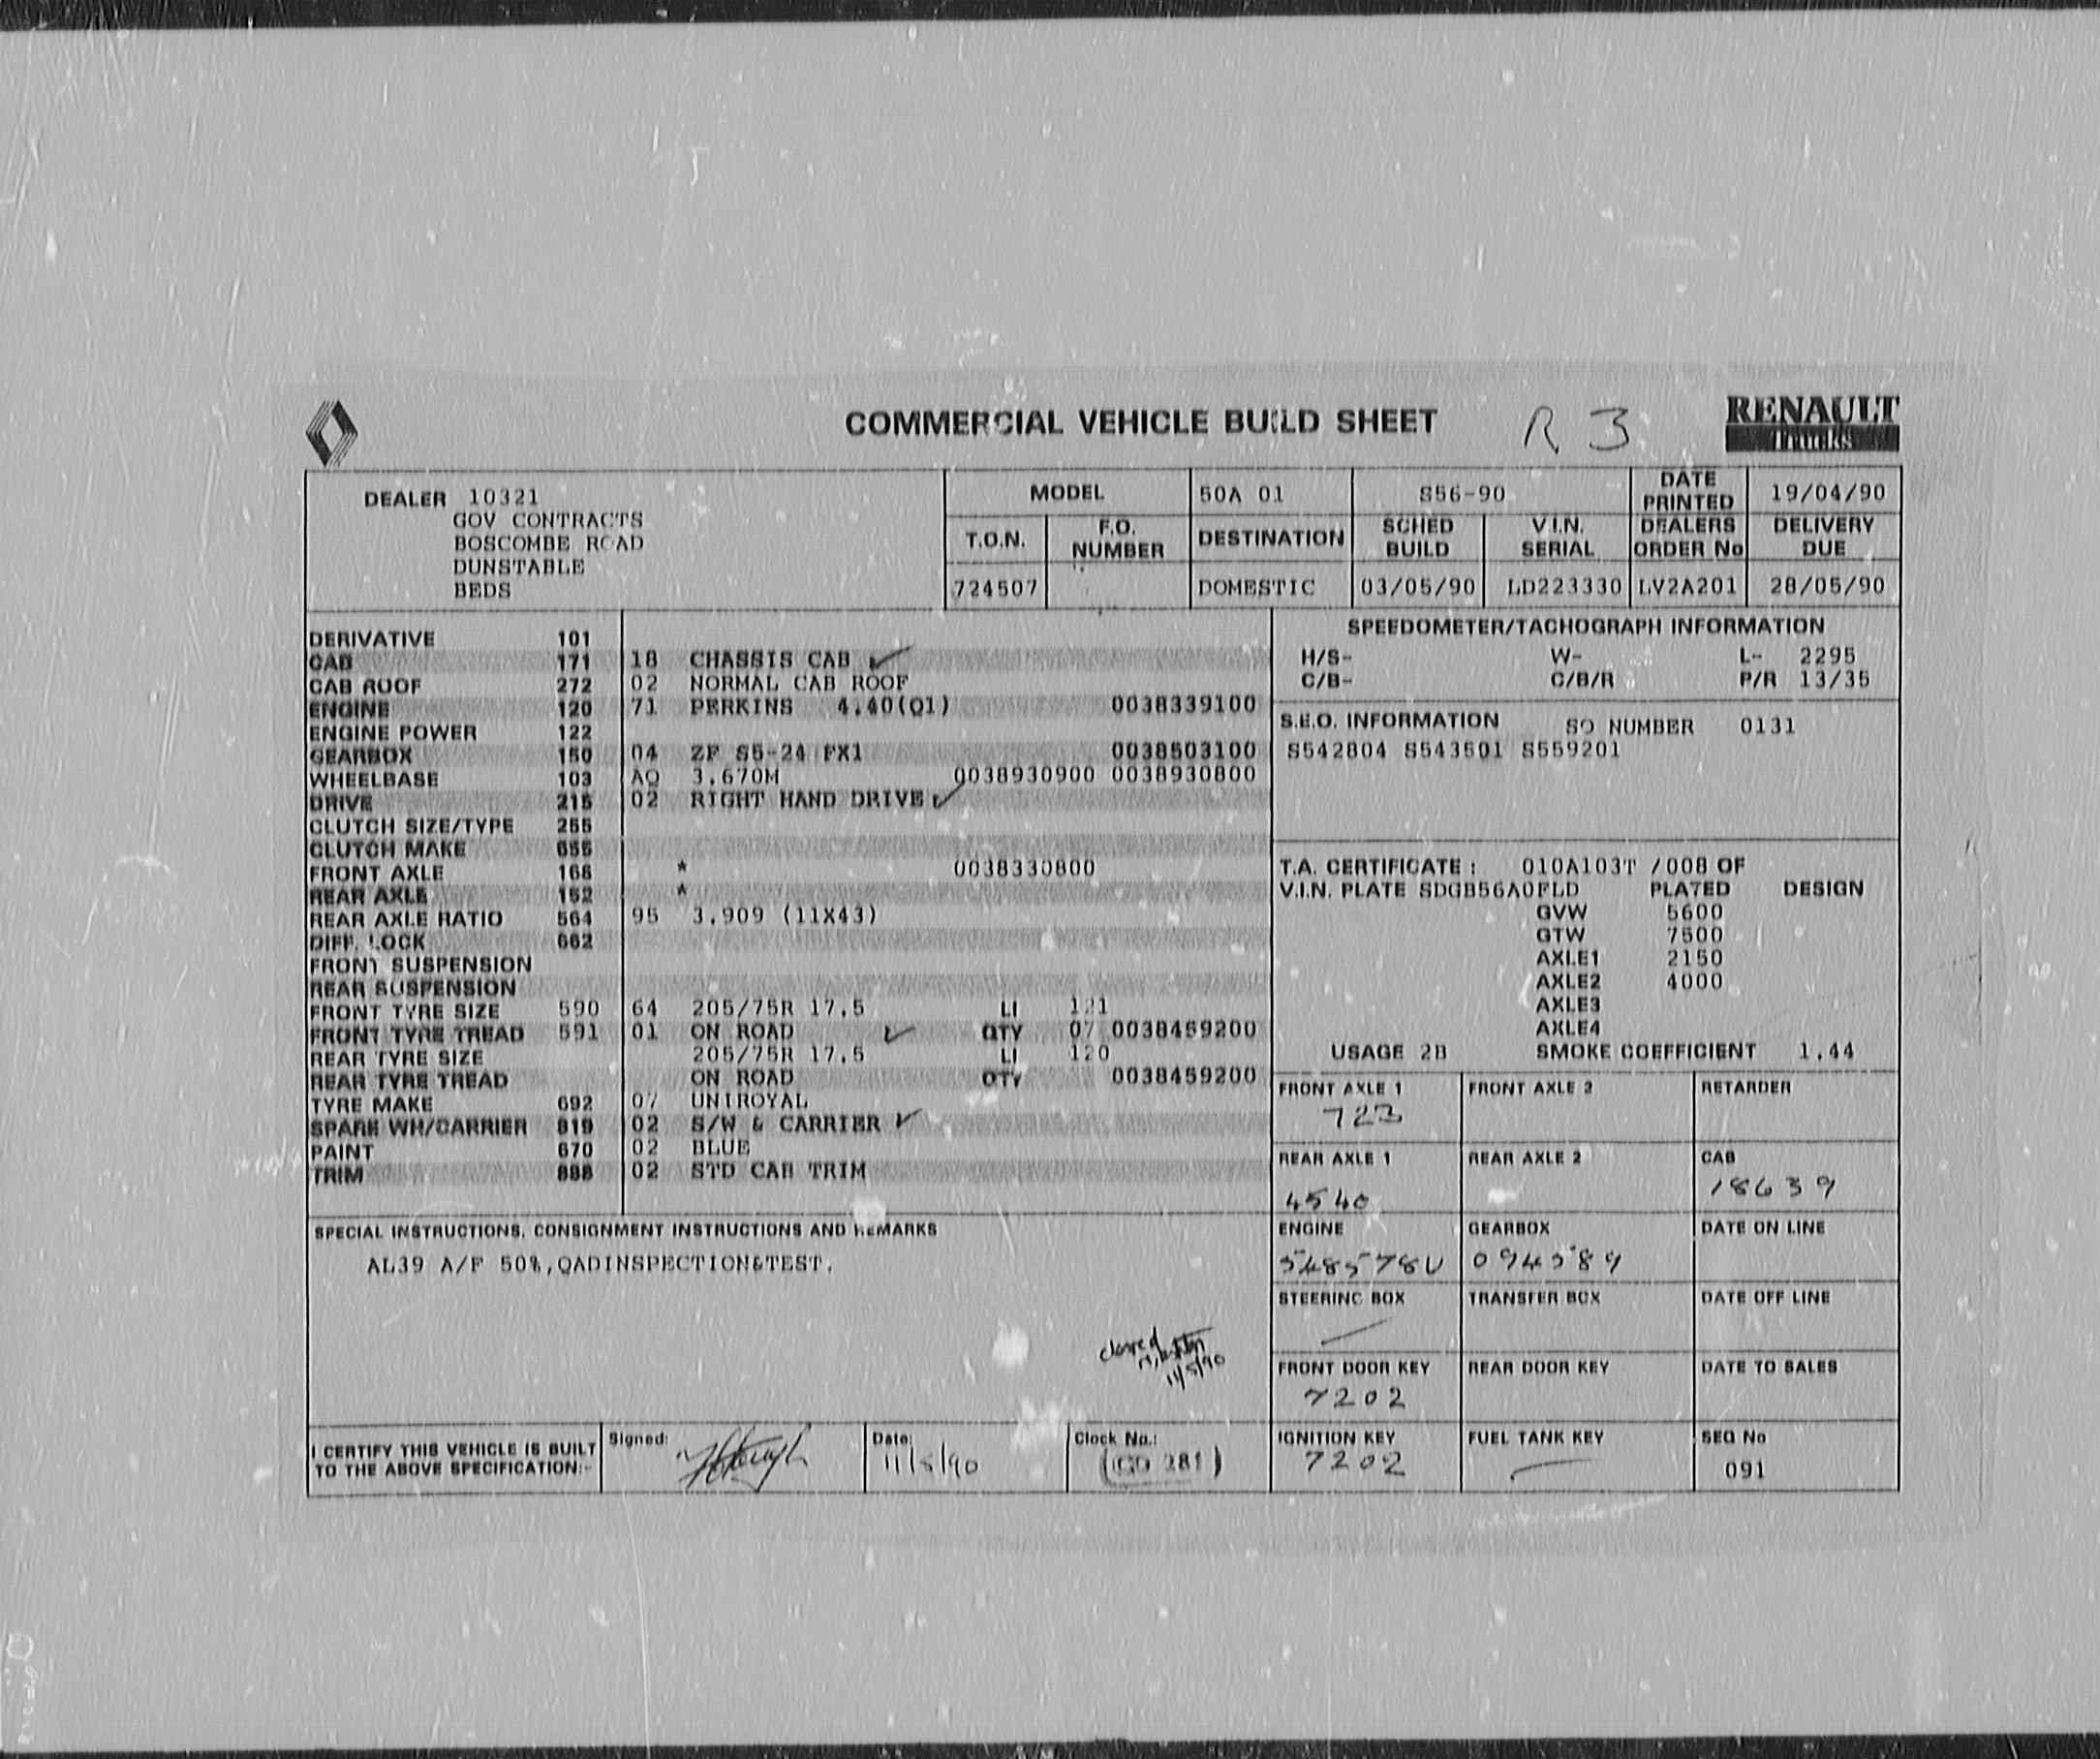 COMMERCIAL VEHICLE BUILD SHEET R 3
RENAULT
Trucks
DEALER 10321
GOV CONTRACTS
BOSCOMBE ROAD
DUNSTABLE
BEDS
MODEL 50A 01 S56-90 DATE PRINTED 19/04/90
T.O.N. F.O. NUMBER DESTINATION SCHED BUILD V.I.N. SERIAL DEALERS ORDER No DELIVERY DUE
724507 DOMESTIC 03/05/90 LD223330 LV2A201 28/05/90
DERIVATIVE 101
CAB 171 18 CHASSIS CAB ✓
CAB ROOF 272 02 NORMAL CAB ROOF
ENGINE 120 71 PERKINS 4.40(Q1) 0038339100
ENGINE POWER 122
GEARBOX 150 04 ZF S5-24 FX1 0038503100
WHEELBASE 103 AQ 3.670M 0038930900 0038930800
DRIVE 215 02 RIGHT HAND DRIVE ✓
CLUTCH SIZE/TYPE 255
CLUTCH MAKE 655
FRONT AXLE 168 * 0038330800
REAR AXLE 152 *
REAR AXLE RATIO 564 95 3.909 (11X43)
DIFF. LOCK 662
FRONT SUSPENSION
REAR SUSPENSION
FRONT TYRE SIZE 590 64 205/75R 17.5 LI 121
FRONT TYRE TREAD 591 01 ON ROAD ✓ QTY 07 0038459200
REAR TYRE SIZE 205/75R 17.5 LI 120
REAR TYRE TREAD ON ROAD QTY 0038459200
TYRE MAKE 692 07 UNIROYAL
SPARE WH/CARRIER 819 02 S/W & CARRIER ✓
PAINT 670 02 BLUE
TRIM 888 02 STD CAB TRIM
SPEEDOMETER/TACHOGRAPH INFORMATION
H/S- W- L- 2295
C/B- C/B/R P/R 13/35
S.E.O. INFORMATION SO NUMBER 0131
S542804 S543501 S559201
T.A. CERTIFICATE : 010A103T /008 OF
V.I.N. PLATE SDGB56A0FLD PLATED DESIGN
GVW 5600
GTW 7500
AXLE1 2150
AXLE2 4000
AXLE3
AXLE4
USAGE 2B SMOKE COEFFICIENT 1.44
FRONT AXLE 1 FRONT AXLE 2 RETARDER
723
REAR AXLE 1 REAR AXLE 2 CAB
4540 18639
ENGINE GEARBOX DATE ON LINE
548578U 094589
STEERING BOX TRANSFER BOX DATE OFF LINE
FRONT DOOR KEY REAR DOOR KEY DATE TO SALES
7202
IGNITION KEY FUEL TANK KEY SEQ No
7202 091
SPECIAL INSTRUCTIONS, CONSIGNMENT INSTRUCTIONS AND REMARKS
AL39 A/F 50%,QADINSPECTION&TEST.
11/5/90
I CERTIFY THIS VEHICLE IS BUILT
TO THE ABOVE SPECIFICATION:-
Signed: Date: 11/5/90 Clock No.: 281